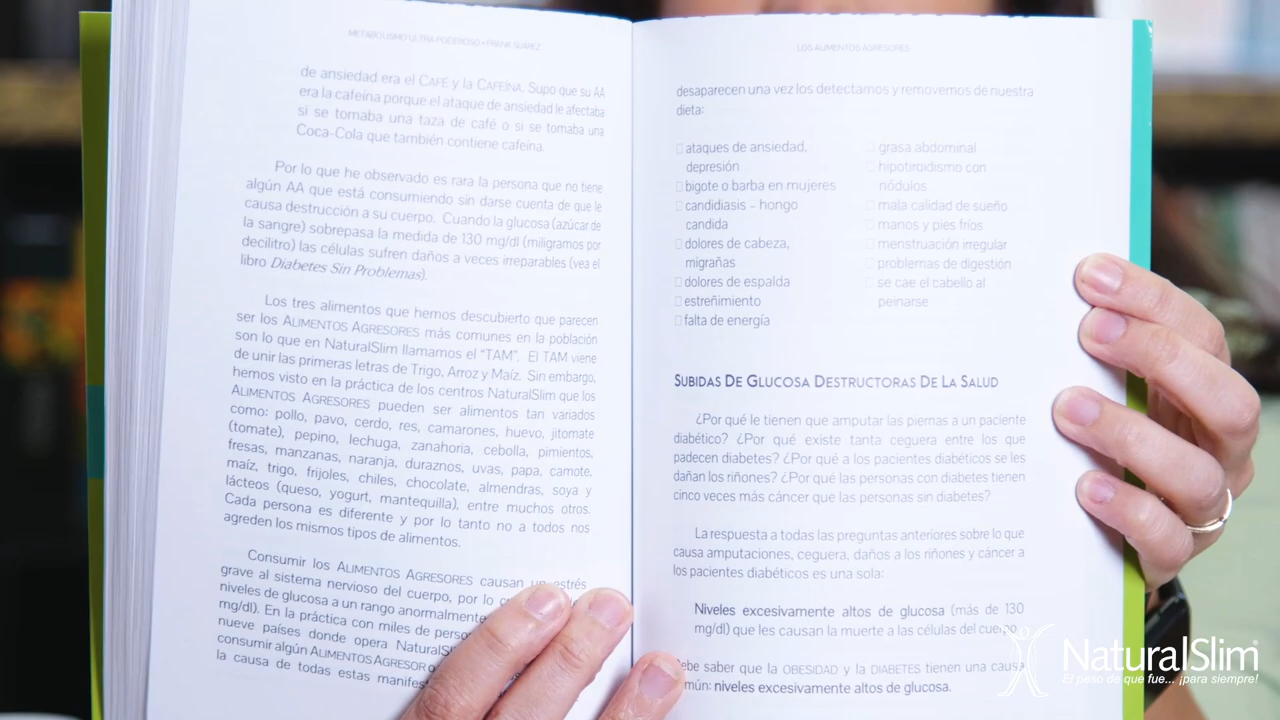 METABOLISMO ULTRA PODEROSO • FRANK SUÁREZ
de ansiedad era el CAFÉ y la CAFEÍNA. Supo que su AA
era la cafeína porque el ataque de ansiedad le afectaba
si se tomaba una taza de café o si se tomaba una
Coca-Cola que también contiene cafeína.
Por lo que he observado es rara la persona que no tiene
algún AA que está consumiendo sin darse cuenta de que le
causa destrucción a su cuerpo. Cuando la glucosa (azúcar de
la sangre) sobrepasa la medida de 130 mg/dl (miligramos por
decilitro) las células sufren daños a veces irreparables (vea el
libro Diabetes Sin Problemas).
Los tres alimentos que hemos descubierto que parecen
ser los ALIMENTOS AGRESORES más comunes en la población
son lo que en NaturalSlim llamamos el “TAM”. El TAM viene
de unir las primeras letras de Trigo, Arroz y Maíz. Sin embargo,
hemos visto en la práctica de los centros NaturalSlim que los
ALIMENTOS AGRESORES pueden ser alimentos tan variados
como: pollo, pavo, cerdo, res, camarones, huevo, jitomate
(tomate), pepino, lechuga, zanahoria, cebolla, pimientos,
fresas, manzanas, naranja, duraznos, uvas, papa, camote,
maíz, trigo, frijoles, chiles, chocolate, almendras, soya y
lácteos (queso, yogurt, mantequilla), entre muchos otros.
Cada persona es diferente y por lo tanto no a todos nos
agreden los mismos tipos de alimentos.
Consumir los ALIMENTOS AGRESORES causan un estrés
grave al sistema nervioso del cuerpo, por lo
niveles de glucosa a un rango anormalmente
mg/dl). En la práctica con miles de
nueve países donde opera
consumir algún ALIMENTOS AGRESOR
la causa de todas estas
LOS ALIMENTOS AGRESORES
desaparecen una vez los detectamos y removemos de nuestra
dieta:
ataques de ansiedad,
depresión
bigote o barba en mujeres
candidiasis – hongo
candida
dolores de cabeza,
migrañas
dolores de espalda
estreñimiento
falta de energía
grasa abdominal
hipotiroidismo con
nódulos
mala calidad de sueño
manos y pies fríos
menstruación irregular
problemas de digestión
se cae el cabello al
peinarse
SUBIDAS DE GLUCOSA DESTRUCTORAS DE LA SALUD
¿Por qué le tienen que amputar las piernas a un paciente
diabético? ¿Por qué existe tanta ceguera entre los que
padecen diabetes? ¿Por qué a los pacientes diabéticos se les
dañan los riñones? ¿Por qué las personas con diabetes tienen
cinco veces más cáncer que las personas sin diabetes?
La respuesta a todas las preguntas anteriores sobre lo que
causa amputaciones, ceguera, daños a los riñones y cáncer a
los pacientes diabéticos es una sola:
Niveles excesivamente altos de glucosa (más de 130
mg/dl) que les causan la muerte a las células del cuerpo.
ebe saber que la OBESIDAD y la DIABETES tienen una causa
mún: niveles excesivamente altos de glucosa.
NaturalSlim®
El peso de que fue... ¡para siempre!